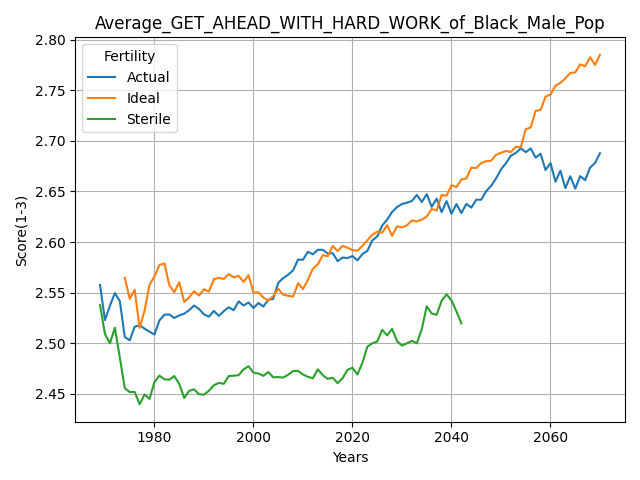 Average_GET_AHEAD_WITH_HARD_WORK_of_Black_Male_Pop
2.80
2.75
2.70
2.65
2.60
2.55
2.50
2.45
Score(1-3)
Fertility
Actual
Ideal
Sterile
1980
2000
2020
2040
2060
Years